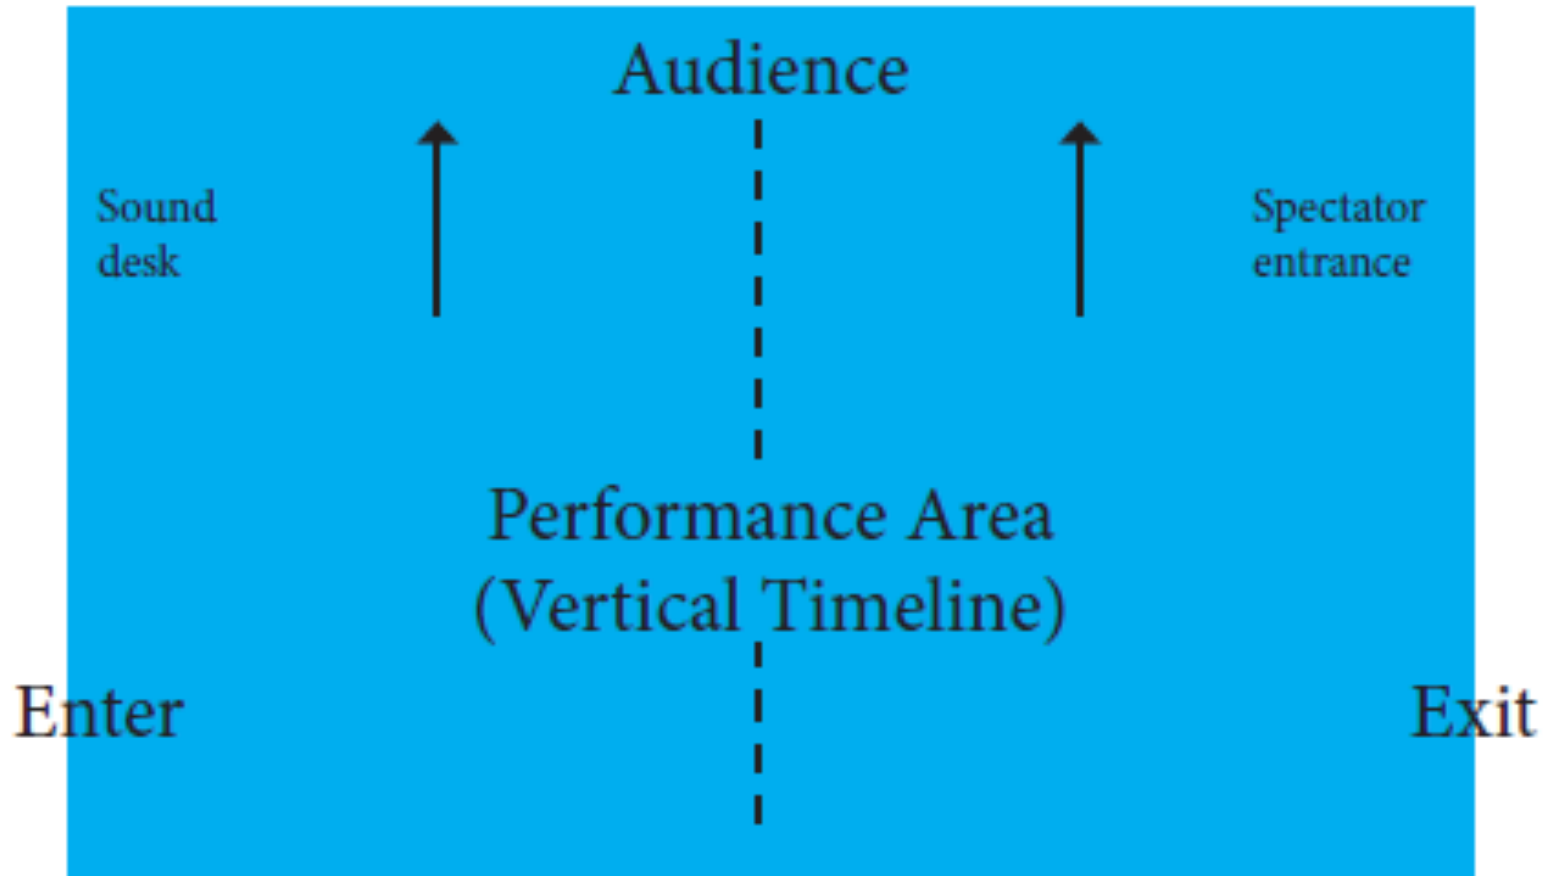 Audience
Sound
desk
Spectator
entrance
Performance Area
(Vertical Timeline)
Enter
Exit